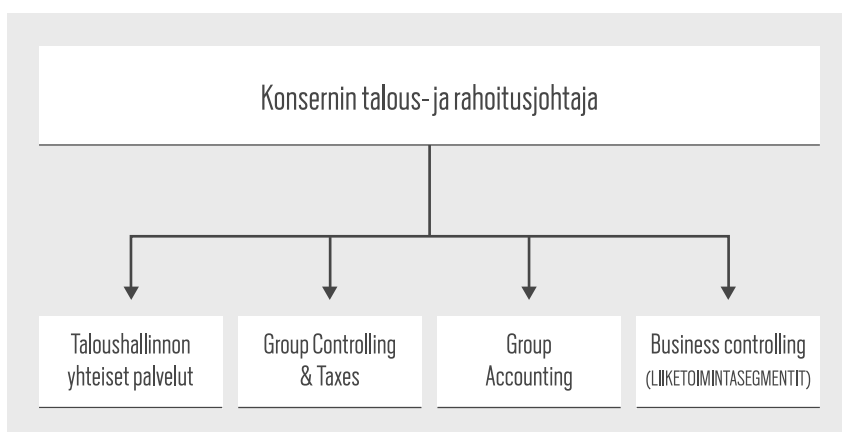 Konsernin talous- ja rahoitusjohtaja
Taloushallinnon
yhteiset palvelut
Group Controlling
& Taxes
Group
Accounting
Business controlling
(LIIKETOIMINTASEGMENTIT)